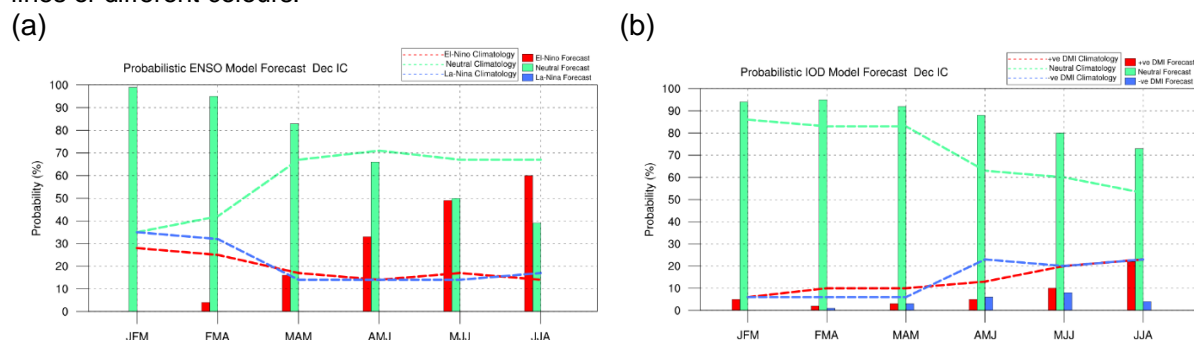 lines of different colours.
(a)
(b)
Probabilistic ENSO Model Forecast Dec IC
El-Nino Climatology
Neutral Climatology
La-Nina Climatology
El-Nino Forecast
Neutral Forecast
La-Nina Forecast
Probability (%)
100
90
80
70
60
50
40
30
20
10
0
JFM FMA MAM AMJ MJJ JJA
Probabilistic IOD Model Forecast Dec IC
+ve DMI Climatology
Neutral Climatology
-ve DMI Climatology
+ve DMI Forecast
Neutral Forecast
-ve DMI Forecast
Probability (%)
100
90
80
70
60
50
40
30
20
10
0
JFM FMA MAM AMJ MJJ JJA